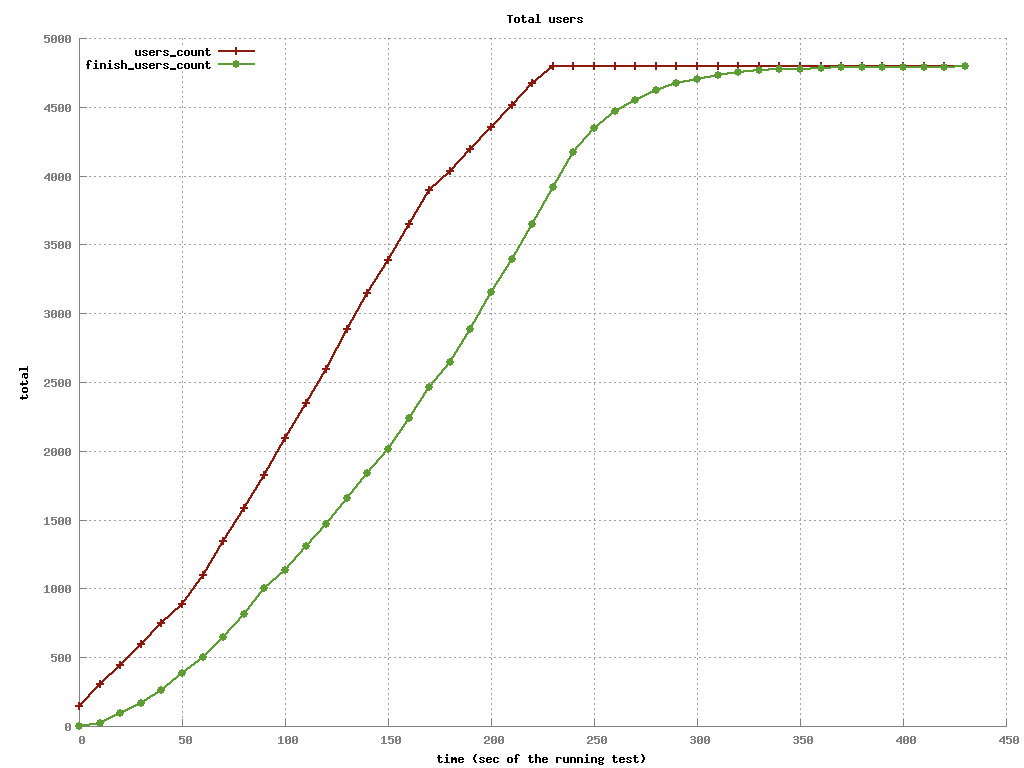 Total users
users_count
finish_users_count
5000
4500
4000
3500
3000
2500
2000
1500
1000
500
0
total
0 50 100 150 200 250 300 350 400 450
time (sec of the running test)